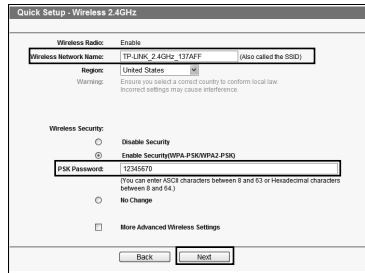 Quick Setup - Wireless 2.4GHz
Wireless Radio: Enable
Wireless Network Name: TP-LINK_2.4GHz_137AFF (Also called the SSID)
Region: United States
Warning: Ensure you select a correct country to conform local law.
Incorrect settings may cause interference.
Wireless Security:
Disable Security
Enable Security(WPA-PSK/WPA2-PSK)
PSK Password: 12345670
(You can enter ASCII characters between 8 and 63 or Hexadecimal characters
between 8 and 64.)
No Change
More Advanced Wireless Settings
Back Next